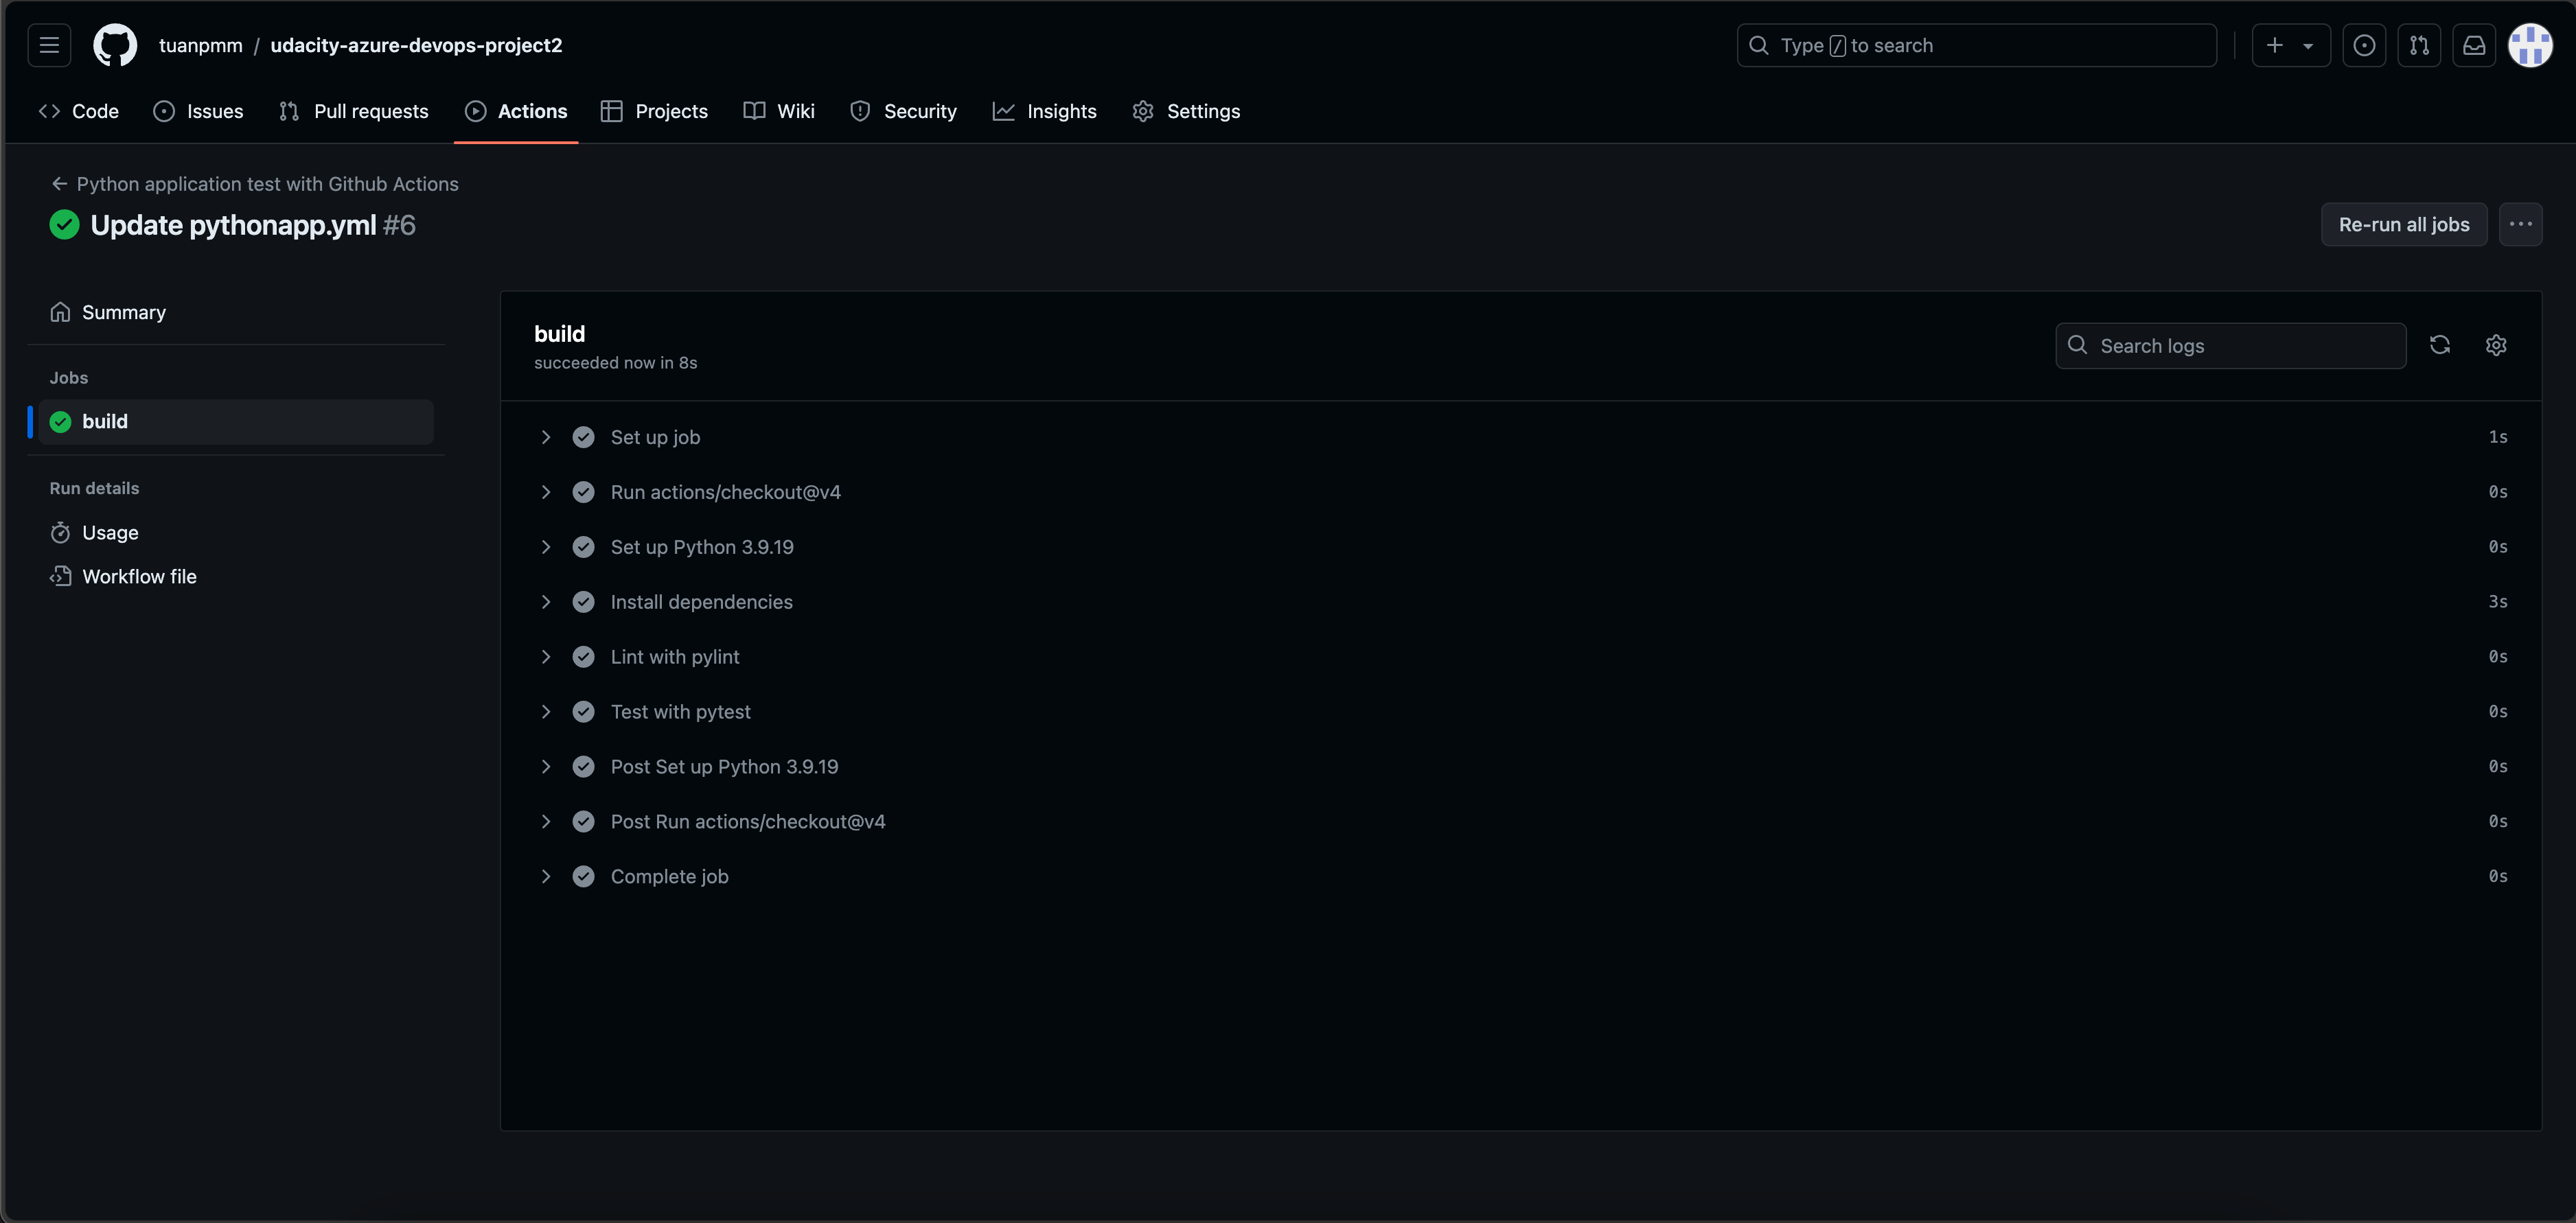 tuanpmm / udacity-azure-devops-project2
Type / to search
Code Issues Pull requests Actions Projects Wiki Security Insights Settings
Python application test with Github Actions
Update pythonapp.yml #6
Re-run all jobs
Summary
Jobs
build
Run details
Usage
Workflow file
build
succeeded now in 8s
Search logs
Set up job 1s
Run actions/checkout@v4 0s
Set up Python 3.9.19 0s
Install dependencies 3s
Lint with pylint 0s
Test with pytest 0s
Post Set up Python 3.9.19 0s
Post Run actions/checkout@v4 0s
Complete job 0s